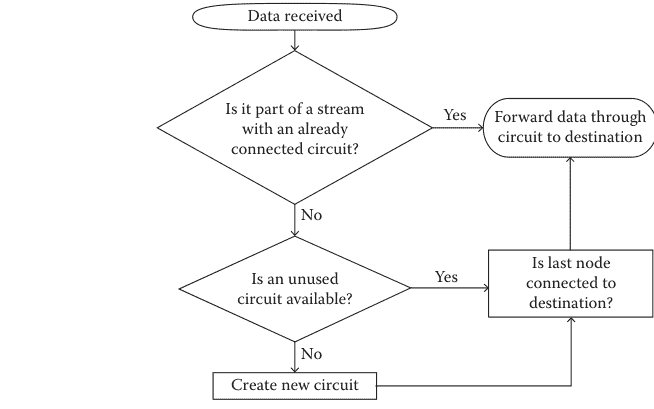 Data received
Is it part of a stream
with an already
connected circuit?
Yes
Forward data through
circuit to destination
No
Is an unused
circuit available?
Yes
Is last node
connected to
destination?
No
Create new circuit